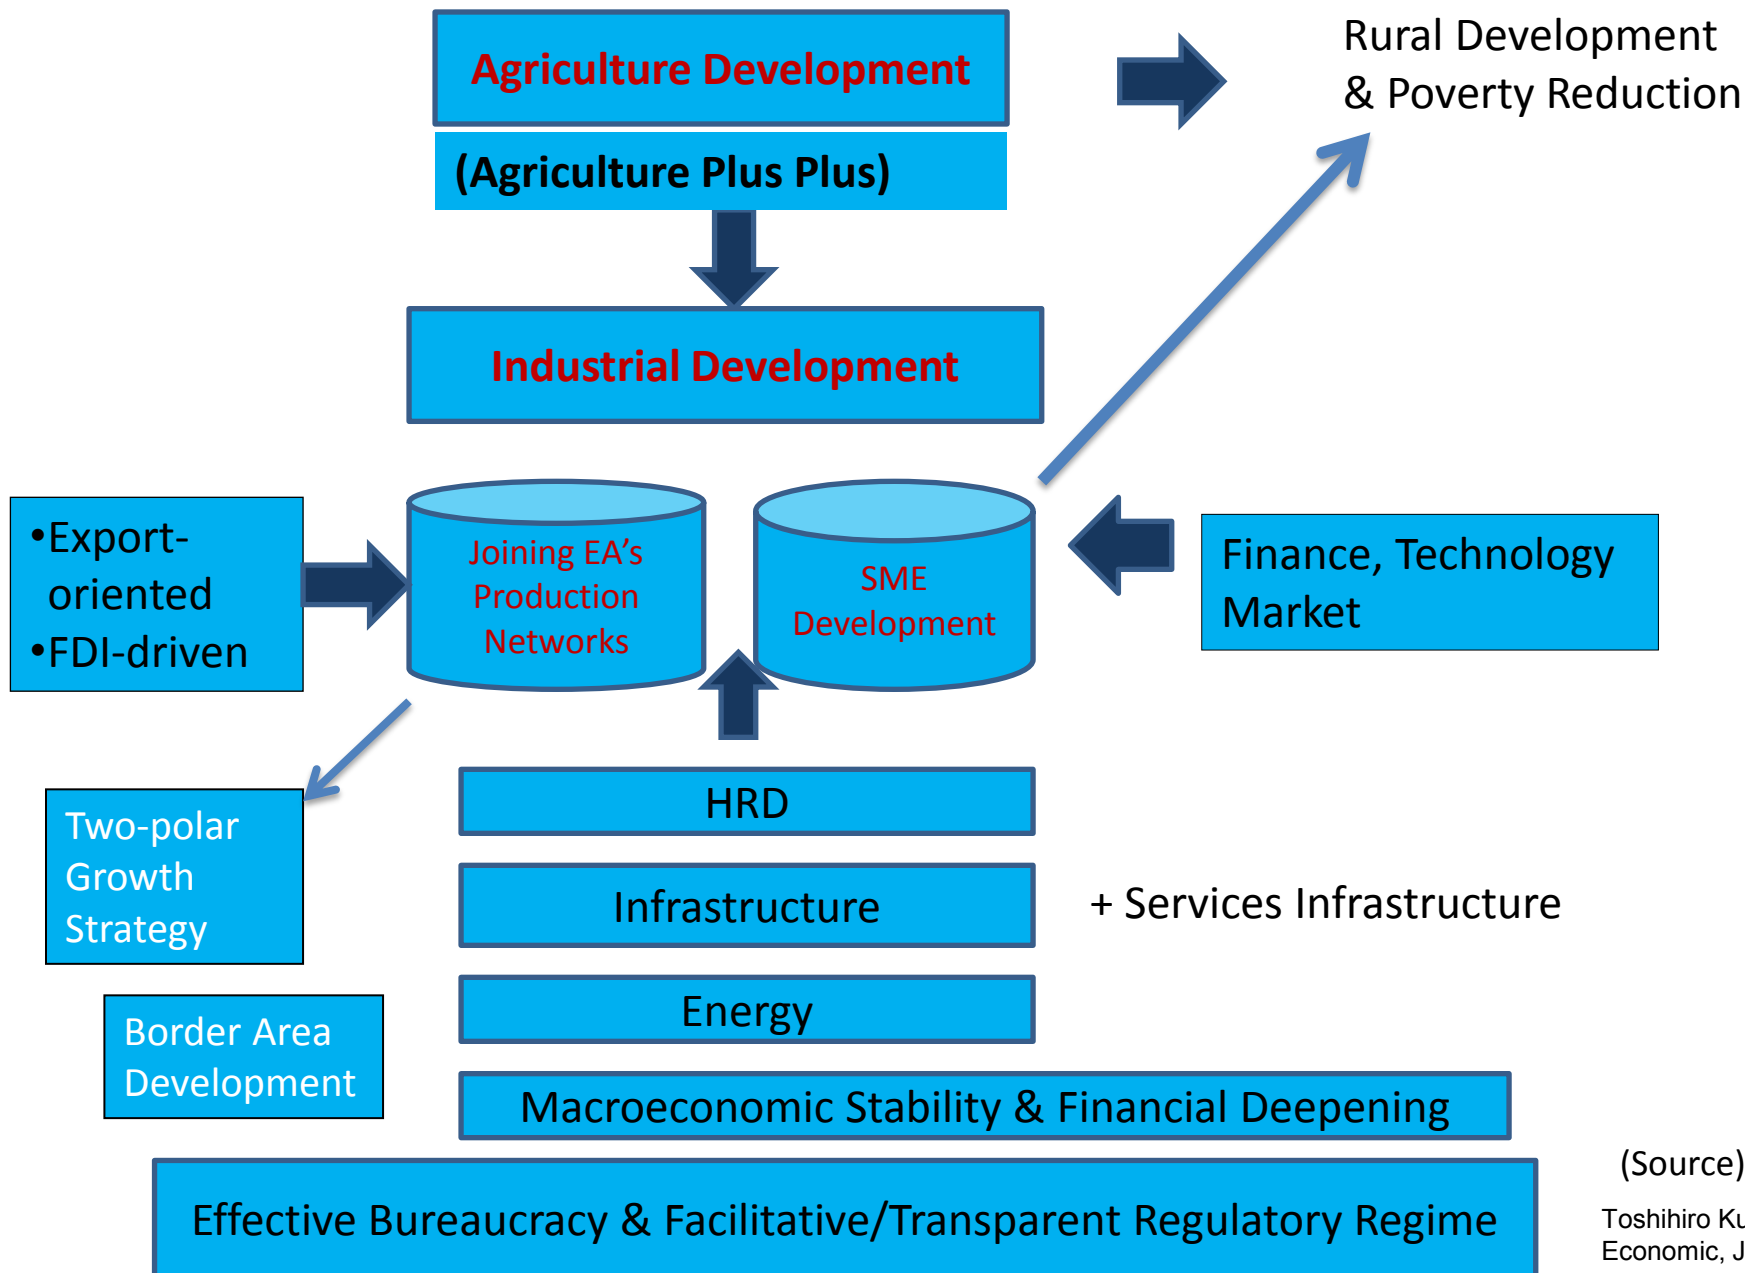 Agriculture Development
Rural Development
& Poverty Reduction
(Agriculture Plus Plus)
Industrial Development
•Export-
oriented
•FDI-driven
Joining EA’s
Production
Networks
SME
Development
Finance, Technology
Market
Two-polar
Growth
Strategy
HRD
Infrastructure
+ Services Infrastructure
Energy
Border Area
Development
Macroeconomic Stability & Financial Deepening
Effective Bureaucracy & Facilitative/Transparent Regulatory Regime
(Source)
Toshihiro
Economic,